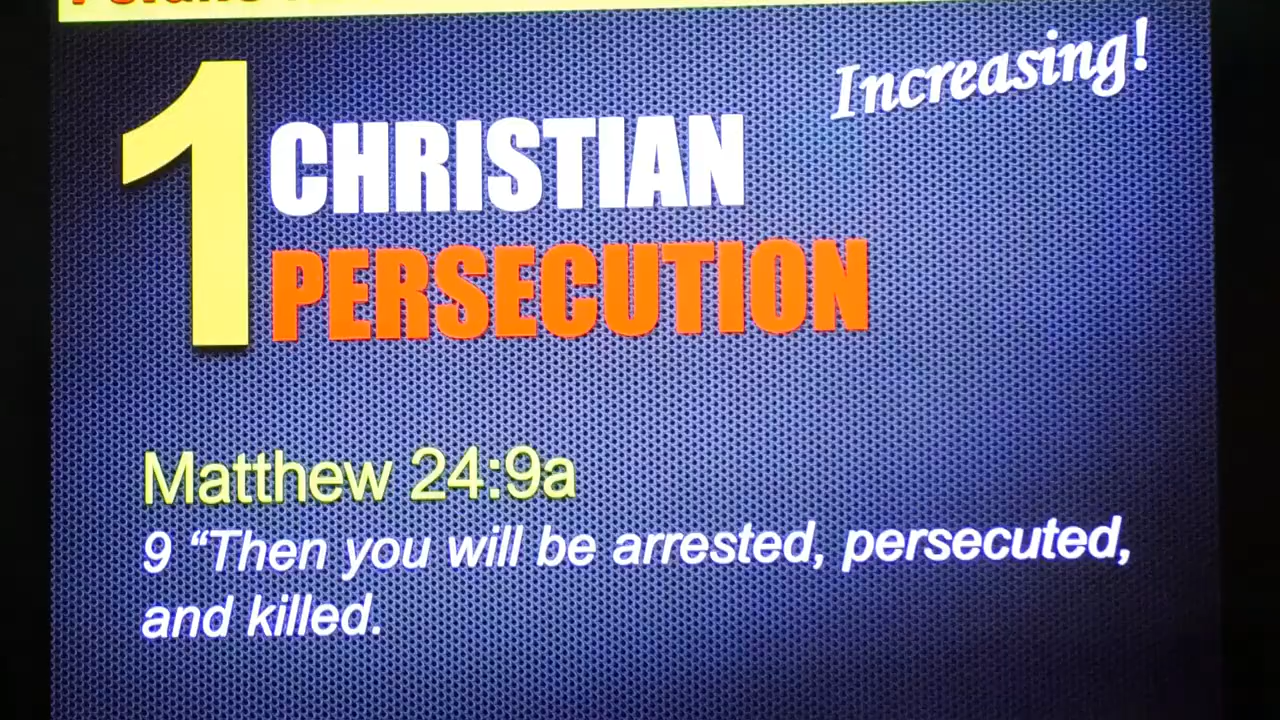 Increasing!
1 CHRISTIAN
PERSECUTION
Matthew 24:9a
9 “Then you will be arrested, persecuted,
and killed.